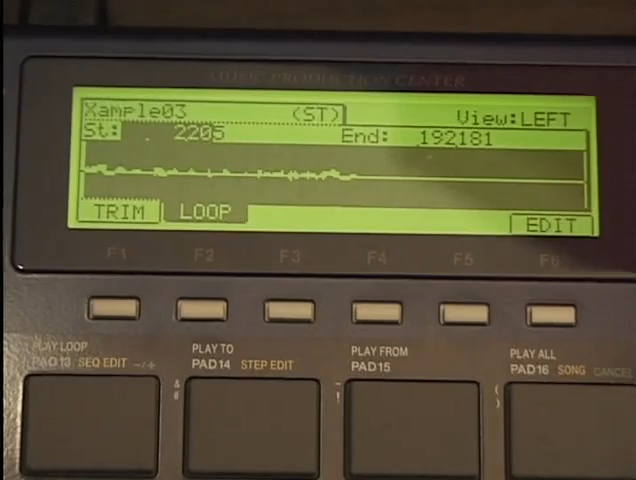 MUSIC PRODUCTION CENTER
Xample03 (ST) View:LEFT
St: 2205 End: 192181
TRIM LOOP EDIT
F1 F2 F3 F4 F5 F6
PLAY LOOP PLAY TO PLAY FROM PLAY ALL
PAD13 SEQ EDIT -/+ PAD14 STEP EDIT PAD15 PAD16 SONG CANCEL
& ~ (
# ! )